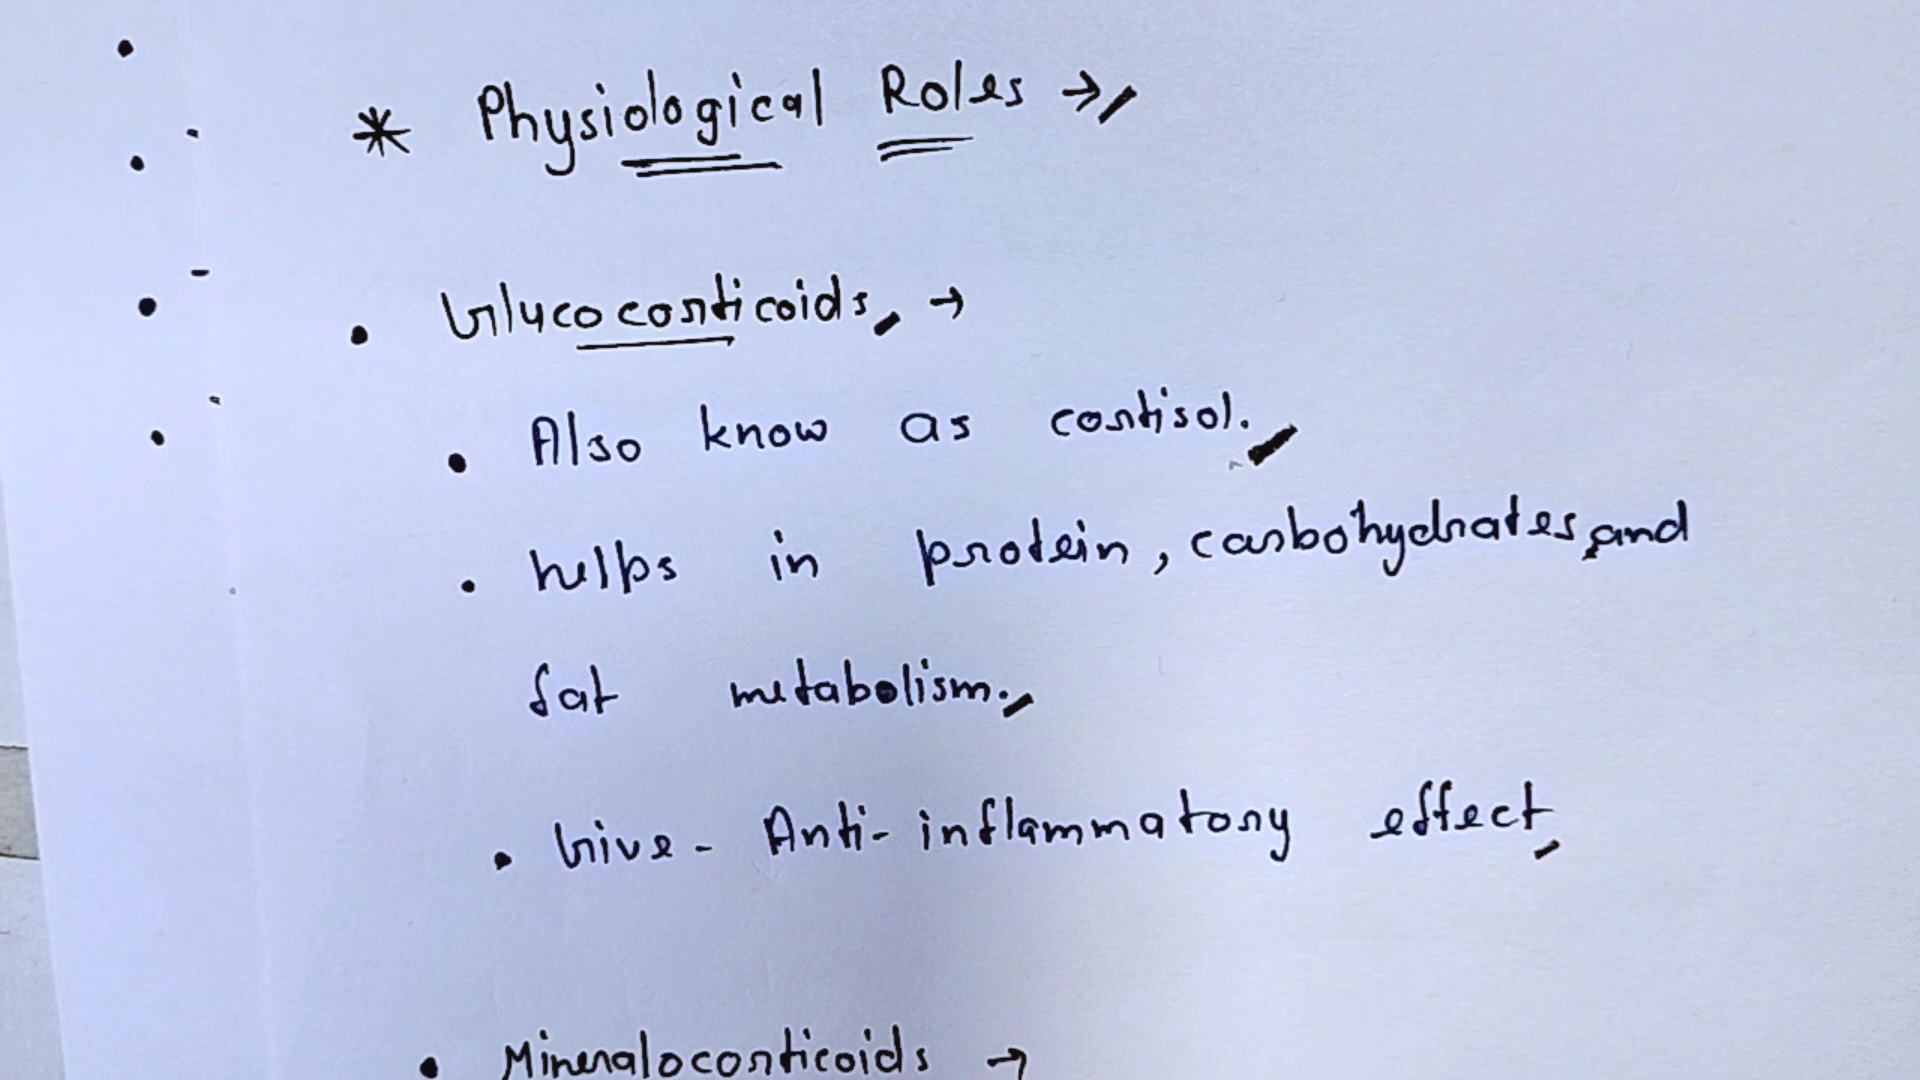 * Physiological Roles →
• Glucocorticoids, →
• Also know as cortisol.
• helps in protein, carbohydrates, and
fat metabolism.
• Give - Anti-inflammatory effect
• Mineralocorticoids →